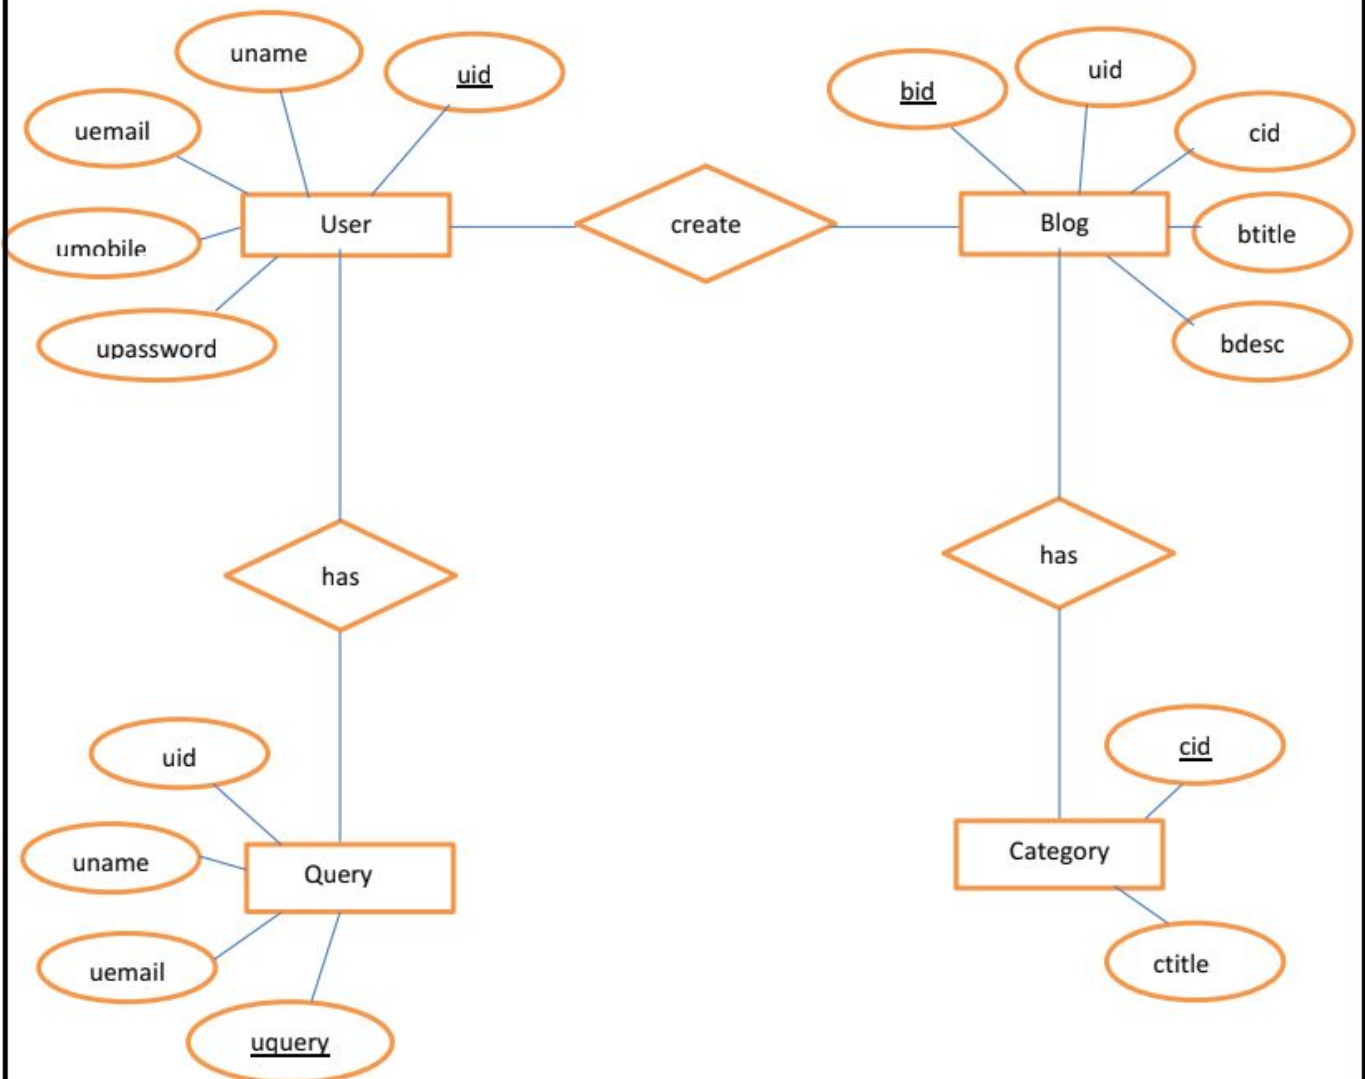 uname
uid
uemail
umobile
upassword
User
create
bid
uid
cid
btitle
bdesc
Blog
has
has
uid
uname
uemail
uquery
Query
cid
Category
ctitle